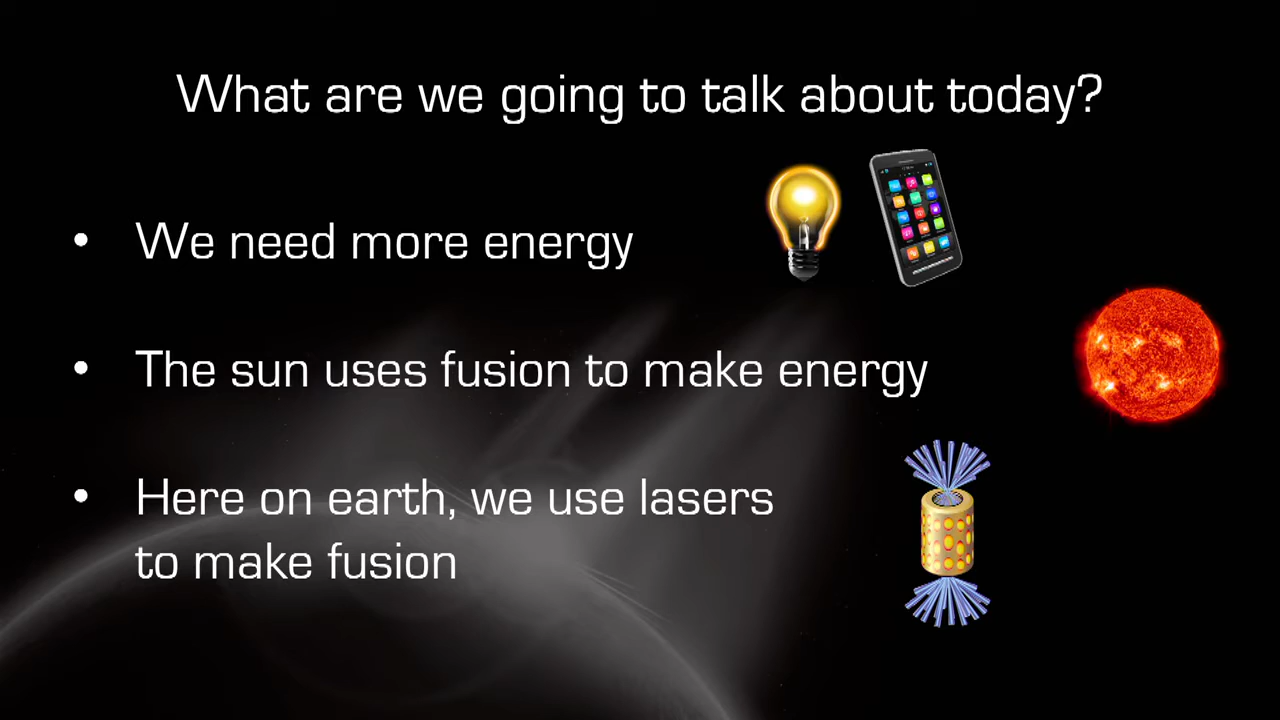 What are we going to talk about today?
• We need more energy
• The sun uses fusion to make energy
• Here on earth, we use lasers
to make fusion